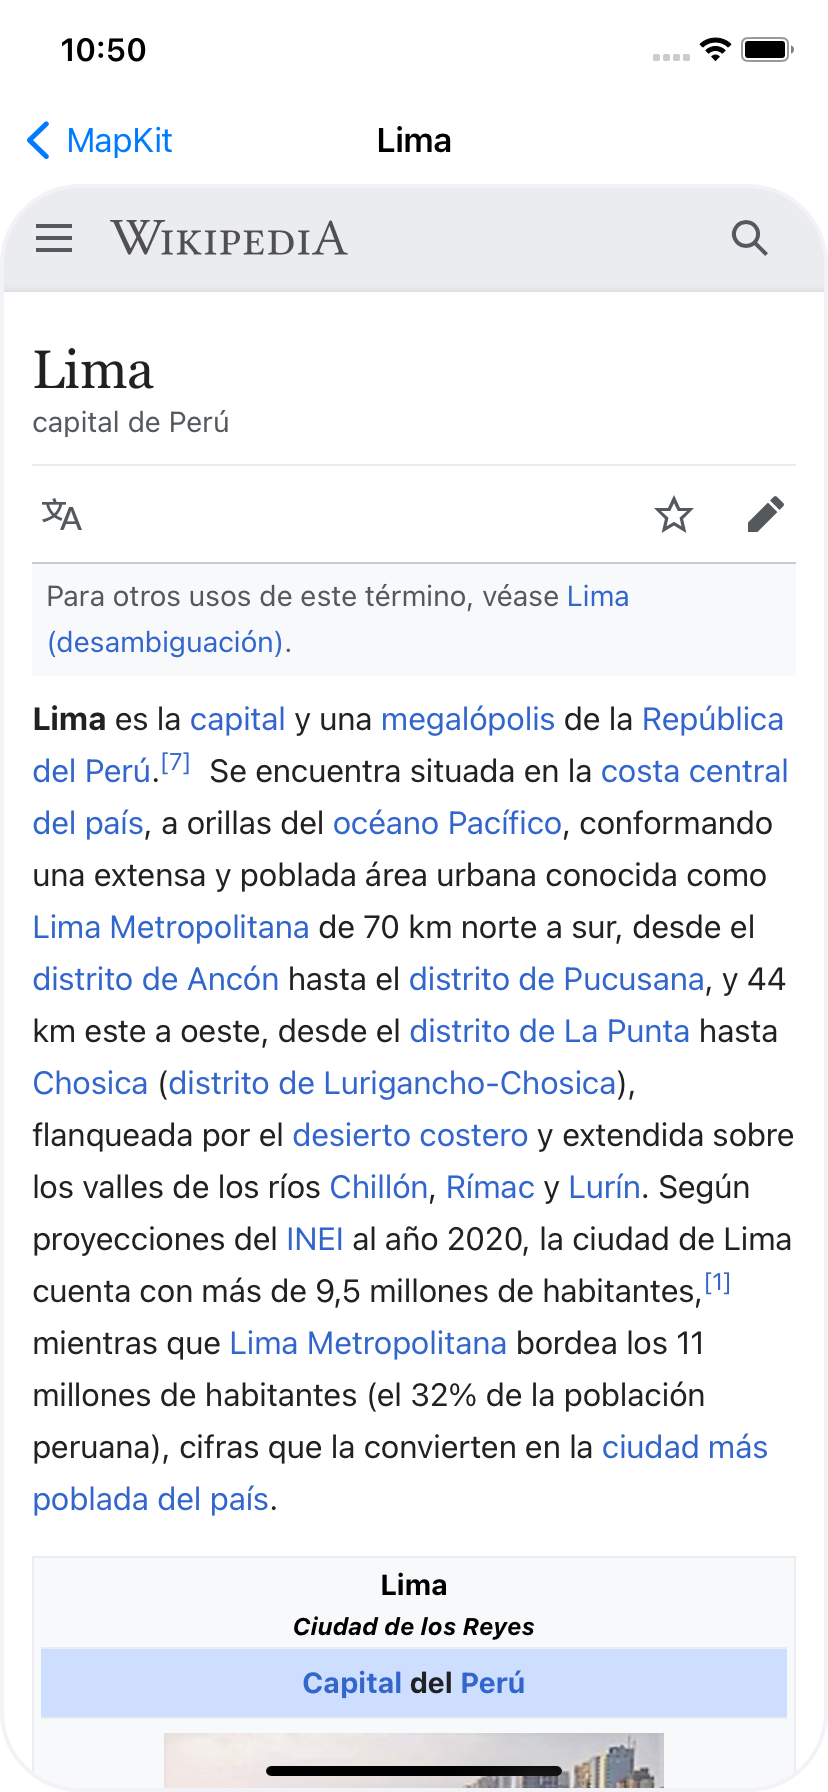 10:50
MapKit
Lima
WIKIPEDIA
Lima
capital de Perú
文A
Para otros usos de este término, véase Lima
(desambiguación).
Lima es la capital y una megalópolis de la República
del Perú.[7] Se encuentra situada en la costa central
del país, a orillas del océano Pacífico, conformando
una extensa y poblada área urbana conocida como
Lima Metropolitana de 70 km norte a sur, desde el
distrito de Ancón hasta el distrito de Pucusana, y 44
km este a oeste, desde el distrito de La Punta hasta
Chosica (distrito de Lurigancho-Chosica),
flanqueada por el desierto costero y extendida sobre
los valles de los ríos Chillón, Rímac y Lurín. Según
proyecciones del INEI al año 2020, la ciudad de Lima
cuenta con más de 9,5 millones de habitantes,[1]
mientras que Lima Metropolitana bordea los 11
millones de habitantes (el 32% de la población
peruana), cifras que la convierten en la ciudad más
poblada del país.
Lima
Ciudad de los Reyes
Capital del Perú